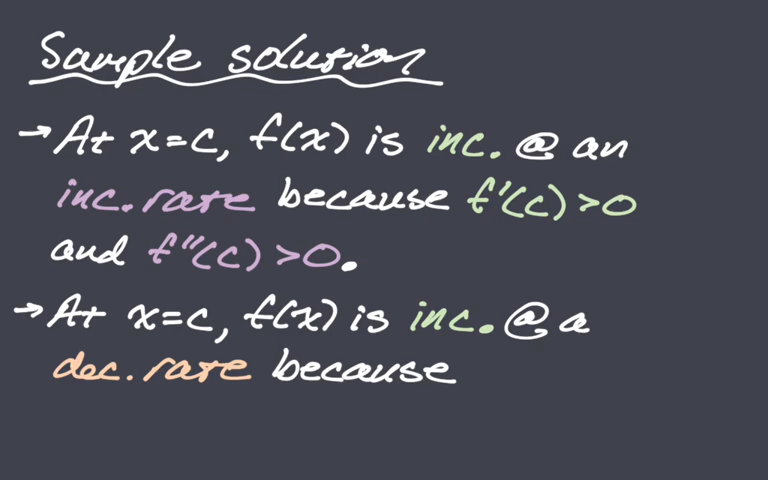 Sample solution
→ At x=c, f(x) is inc. @ an
inc. rate because f'(c) >0
and f"(c) >0.
→ At x=c, f(x) is inc. @ a
dec. rate because